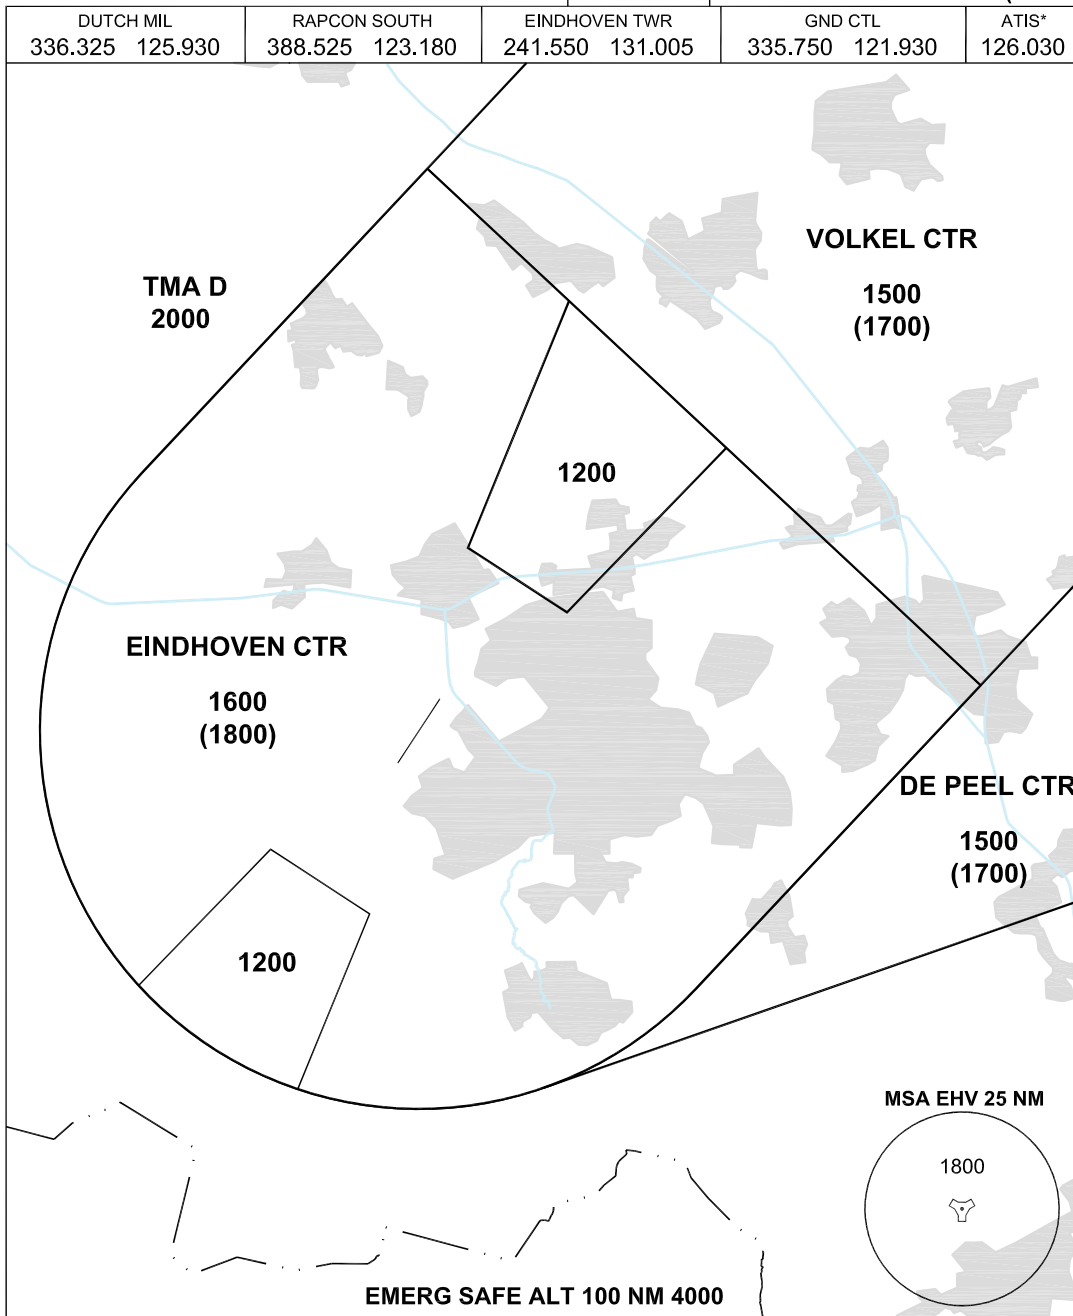 DUTCH MIL
336.325 125.930
RAPCON SOUTH
388.525 123.180
EINDHOVEN TWR
241.550 131.005
GND CTL
335.750 121.930
ATIS*
126.030
VOLKEL CTR
1500
(1700)
TMA D
2000
1200
EINDHOVEN CTR
1600
(1800)
DE PEEL CTR
1500
(1700)
1200
MSA EHV 25 NM
1800
EMERG SAFE ALT 100 NM 4000